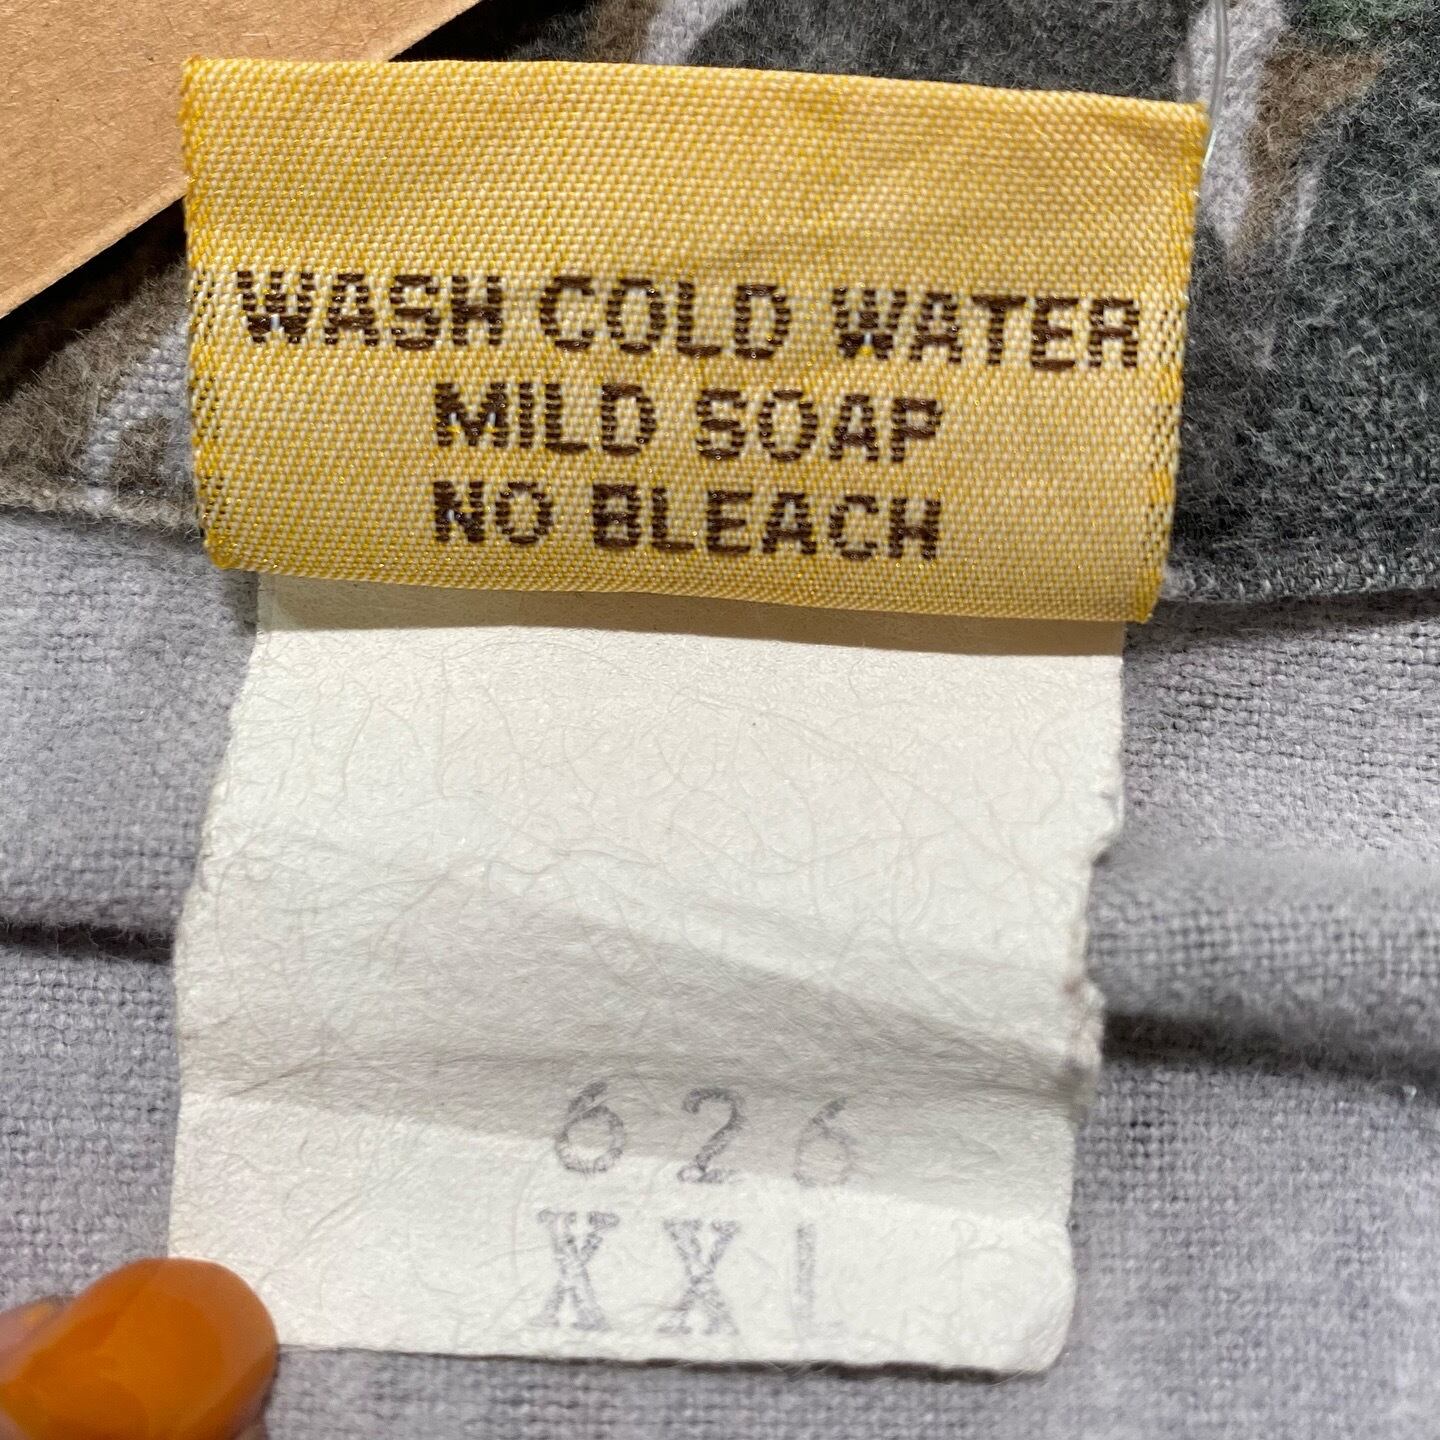 WASH COLD WATER
MILD SOAP
NO BLEACH
626
XXL